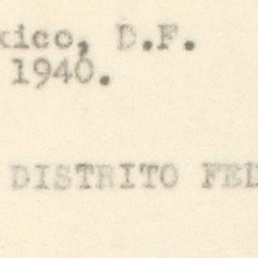 xico, D.F.
1940.
DISTRITO FED